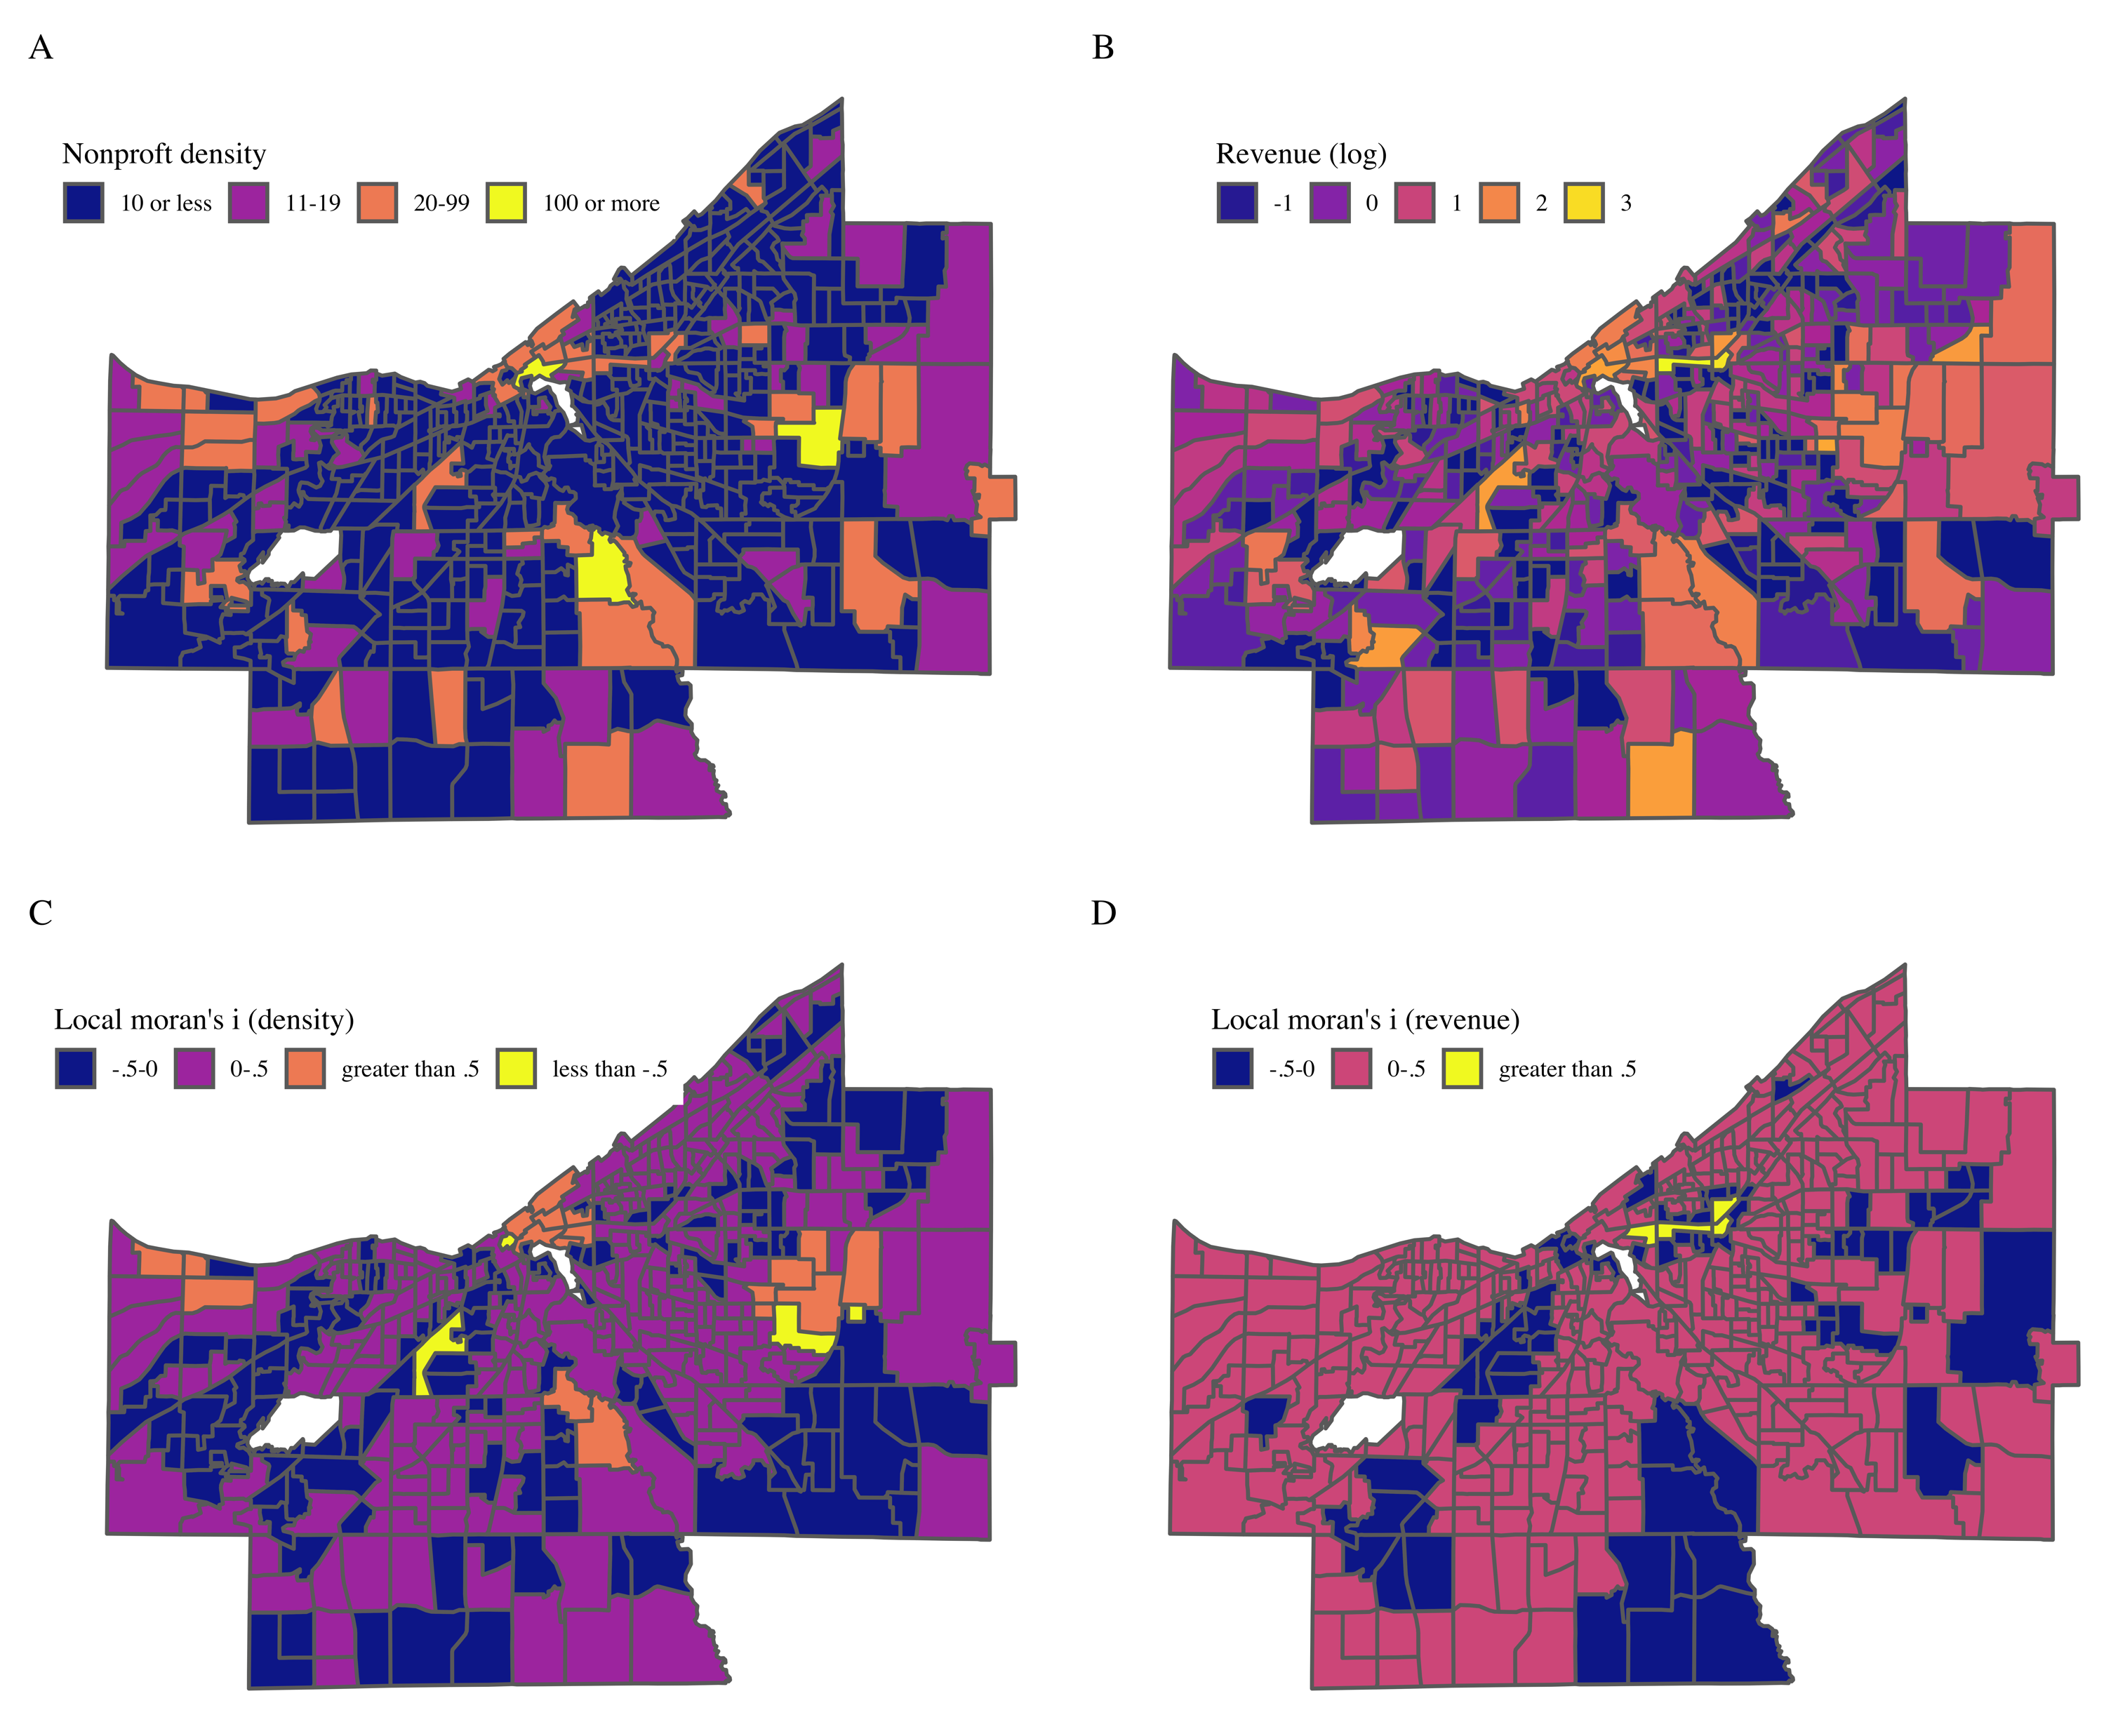 A
Nonproft density
10 or less 11-19 20-99 100 or more
B
Revenue (log)
-1 0 1 2 3
C
Local moran's i (density)
-.5-0 0-.5 greater than .5 less than -.5
D
Local moran's i (revenue)
-.5-0 0-.5 greater than .5